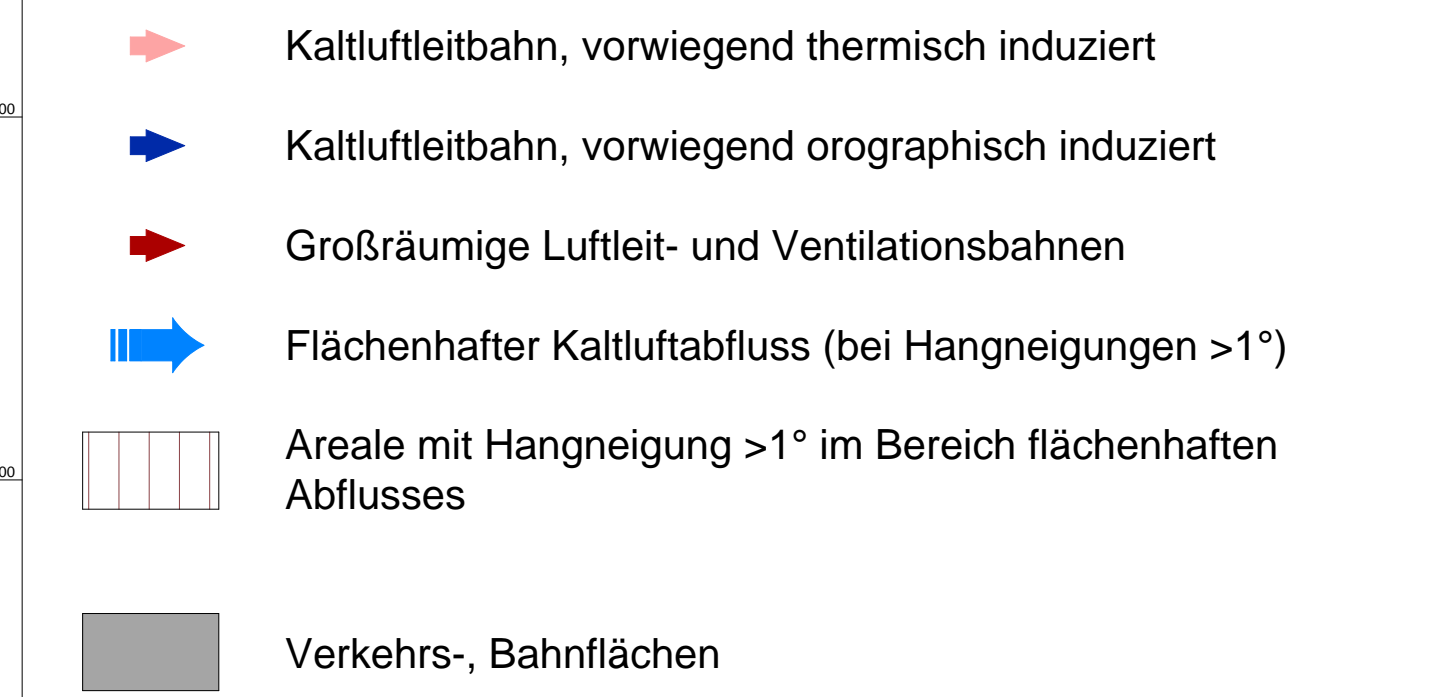 Kaltluftleitbahn, vorwiegend thermisch induziert
00
Kaltluftleitbahn, vorwiegend orographisch induziert
Großräumige Luftleit- und Ventilationsbahnen
Flächenhafter Kaltluftabfluss (bei Hangneigungen >1°)
Areale mit Hangneigung >1° im Bereich flächenhaften
00
Abflusses
Verkehrs-, Bahnflächen